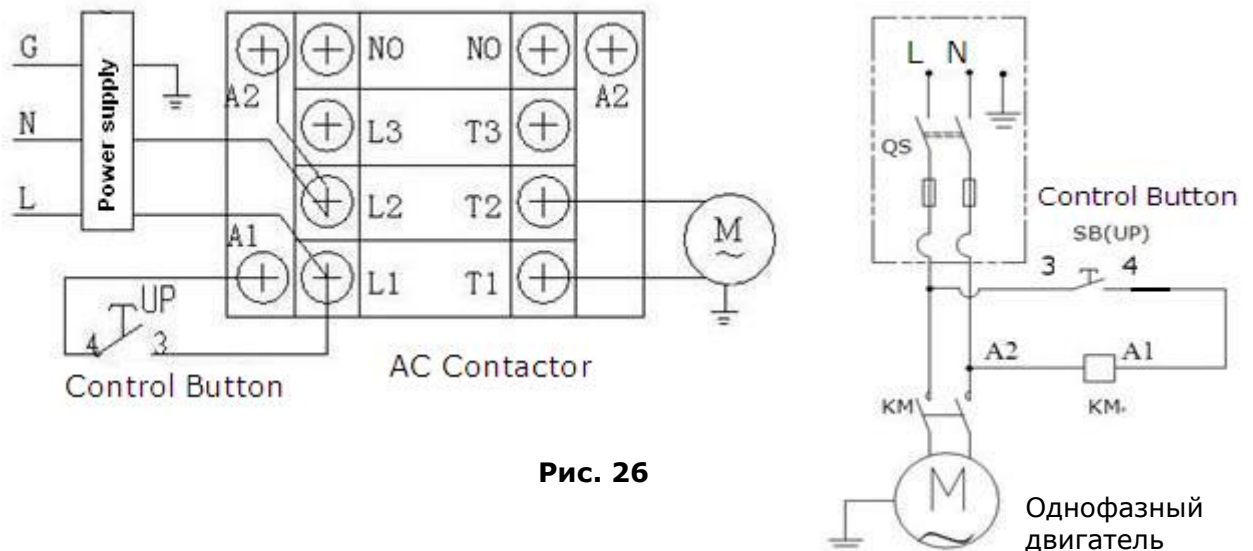 G
N
L
Power supply
A2
NO
NO
A2
L3
T3
L2
T2
A1
L1
T1
M
~
UP
4
3
Control Button
AC Contactor
Рис. 26
L N
QS
Control Button
SB(UP)
3 4
A2
A1
KM
KM.
M
Однофазный
двигатель